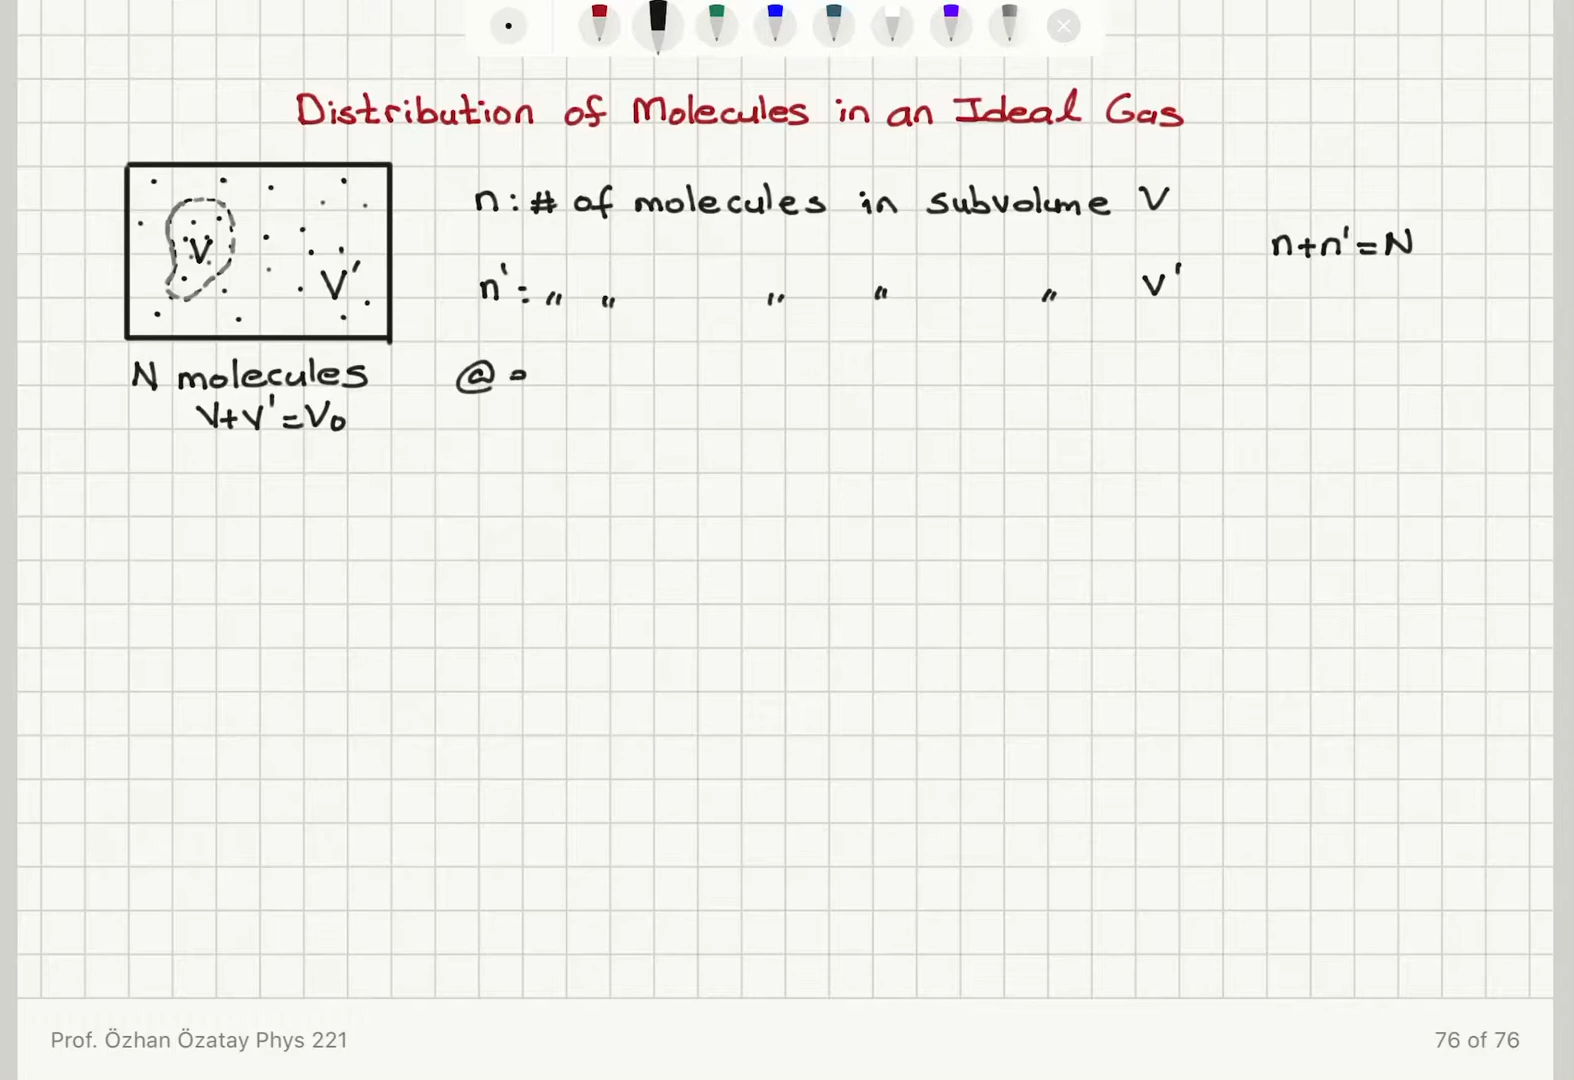 Distribution of Molecules in an Ideal Gas
V
V'
n: # of molecules in subvolume V
n+n'=N
n': " " " " " V'
N molecules
V+V'=V₀
@
Prof. Özhan Özatay Phys 221
76 of 76